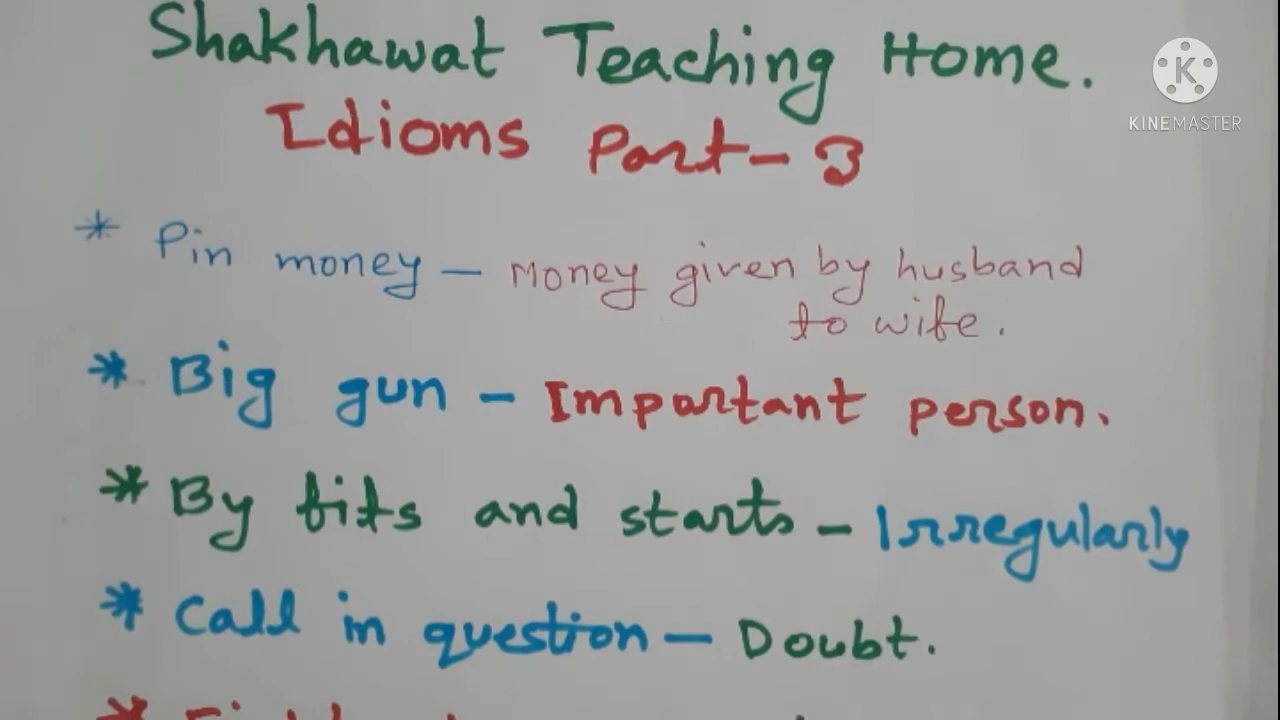 Shakhawat Teaching Home.
KINEMASTER
Idioms Part-3
* Pin money - Money given by husband
to wife.
* Big gun - Important person.
* By fits and starts - Irregularly
* Call in question - Doubt.